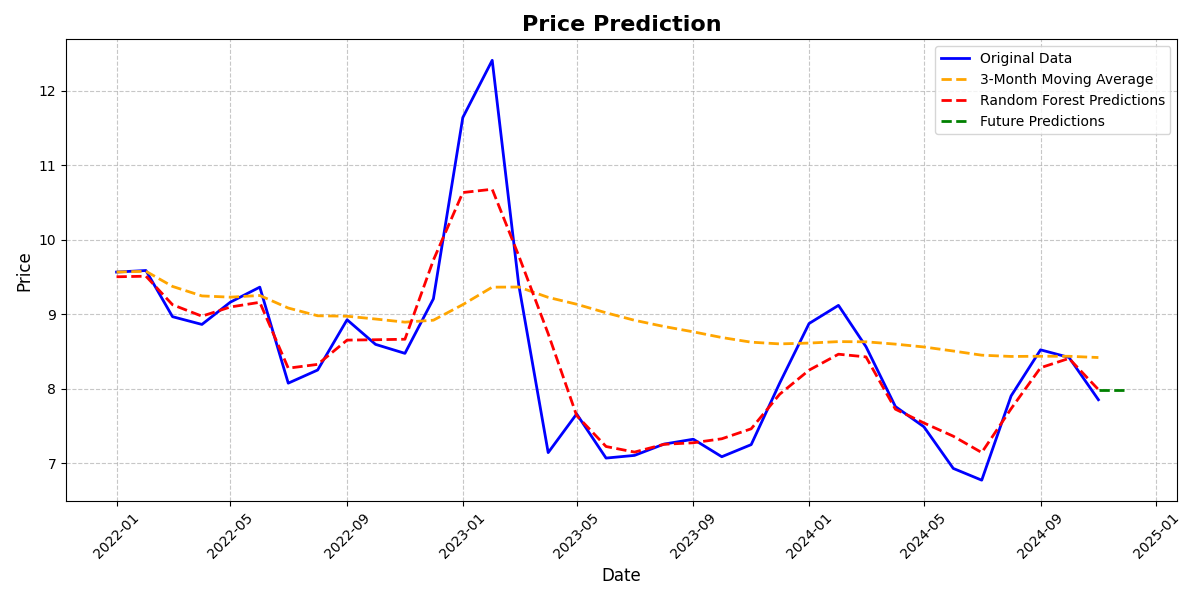 Price Prediction
Original Data
3-Month Moving Average
Random Forest Predictions
Future Predictions
Price
12
11
10
9
8
7
2022-01
2022-05
2022-09
2023-01
2023-05
2023-09
2024-01
2024-05
2024-09
2025-01
Date